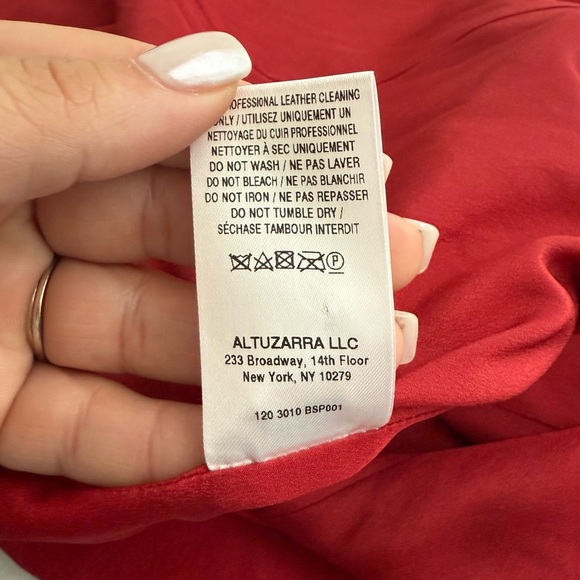 PROFESSIONAL LEATHER CLEANING
ONLY / UTILISEZ UNIQUEMENT UN
NETTOYAGE DU CUIR PROFESSIONNEL
NETTOYER À SEC UNIQUEMENT
DO NOT WASH / NE PAS LAVER
DO NOT BLEACH / NE PAS BLANCHIR
DO NOT IRON / NE PAS REPASSER
DO NOT TUMBLE DRY /
SÉCHASE TAMBOUR INTERDIT
P
ALTUZARRA LLC
233 Broadway, 14th Floor
New York, NY 10279
120 3010 BSP001